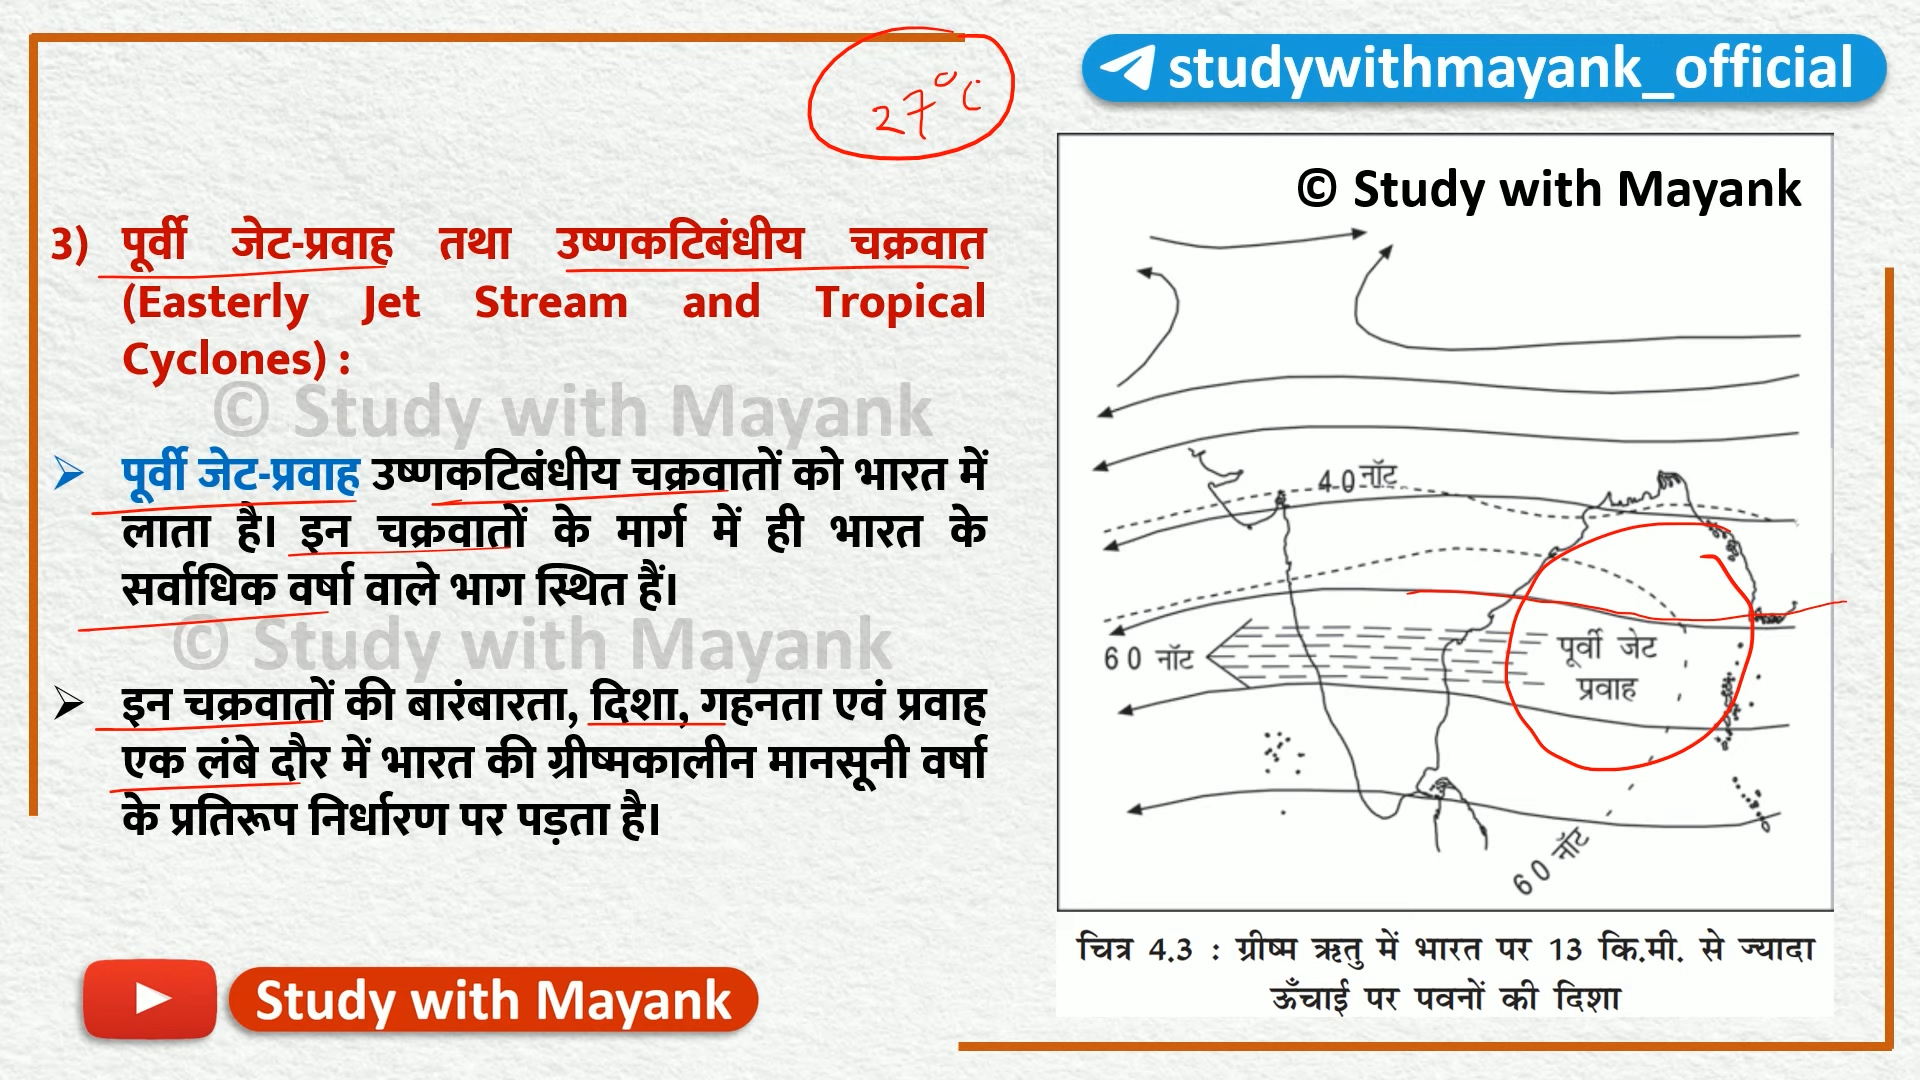 27°C
studywithmayank_official
© Study with Mayank
3) पूर्वी जेट-प्रवाह तथा उष्णकटिबंधीय चक्रवात
(Easterly Jet Stream and Tropical
Cyclones) :
© Study with Mayank
➢ पूर्वी जेट-प्रवाह उष्णकटिबंधीय चक्रवातों को भारत में
लाता है। इन चक्रवातों के मार्ग में ही भारत के
सर्वाधिक वर्षा वाले भाग स्थित हैं।
© Study with Mayank
➢ इन चक्रवातों की बारंबारता, दिशा, गहनता एवं प्रवाह
एक लंबे दौर में भारत की ग्रीष्मकालीन मानसूनी वर्षा
के प्रतिरूप निर्धारण पर पड़ता है।
40 नॉट
60 नॉट
पूर्वी जेट
प्रवाह
60 नॉट
चित्र 4.3 : ग्रीष्म ऋतु में भारत पर 13 कि.मी. से ज्यादा
ऊँचाई पर पवनों की दिशा
Study with Mayank